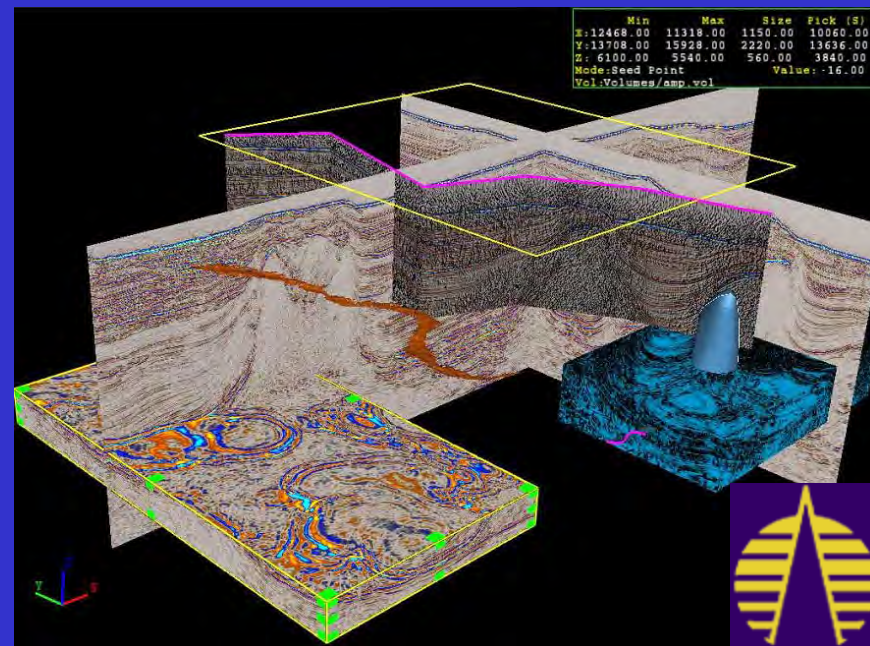 Min Max Size Pick (S)
X:12468.00 11318.00 1150.00 10060.00
Y:13708.00 15928.00 2220.00 13636.00
Z: 6100.00 5540.00 560.00 3840.00
Mode:Seed Point Value: -16.00
Vol:Volumes/amp.vol
Y